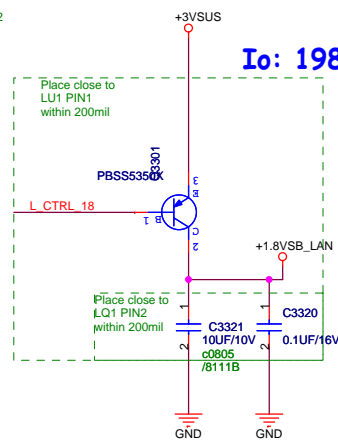 2
+3VSUS
Io: 198
Place close to
LU1 PIN1
within 200mil
Q3301
PBSS5350X
3
E
L_CTRL_18
1
B
C
2
+1.8VSB_LAN
Place close to
LQ1 PIN2
within 200mil
1
1
C3320
C3321
10UF/10V
0.1UF/16V
2
2
c0805
/8111B
GND
GND